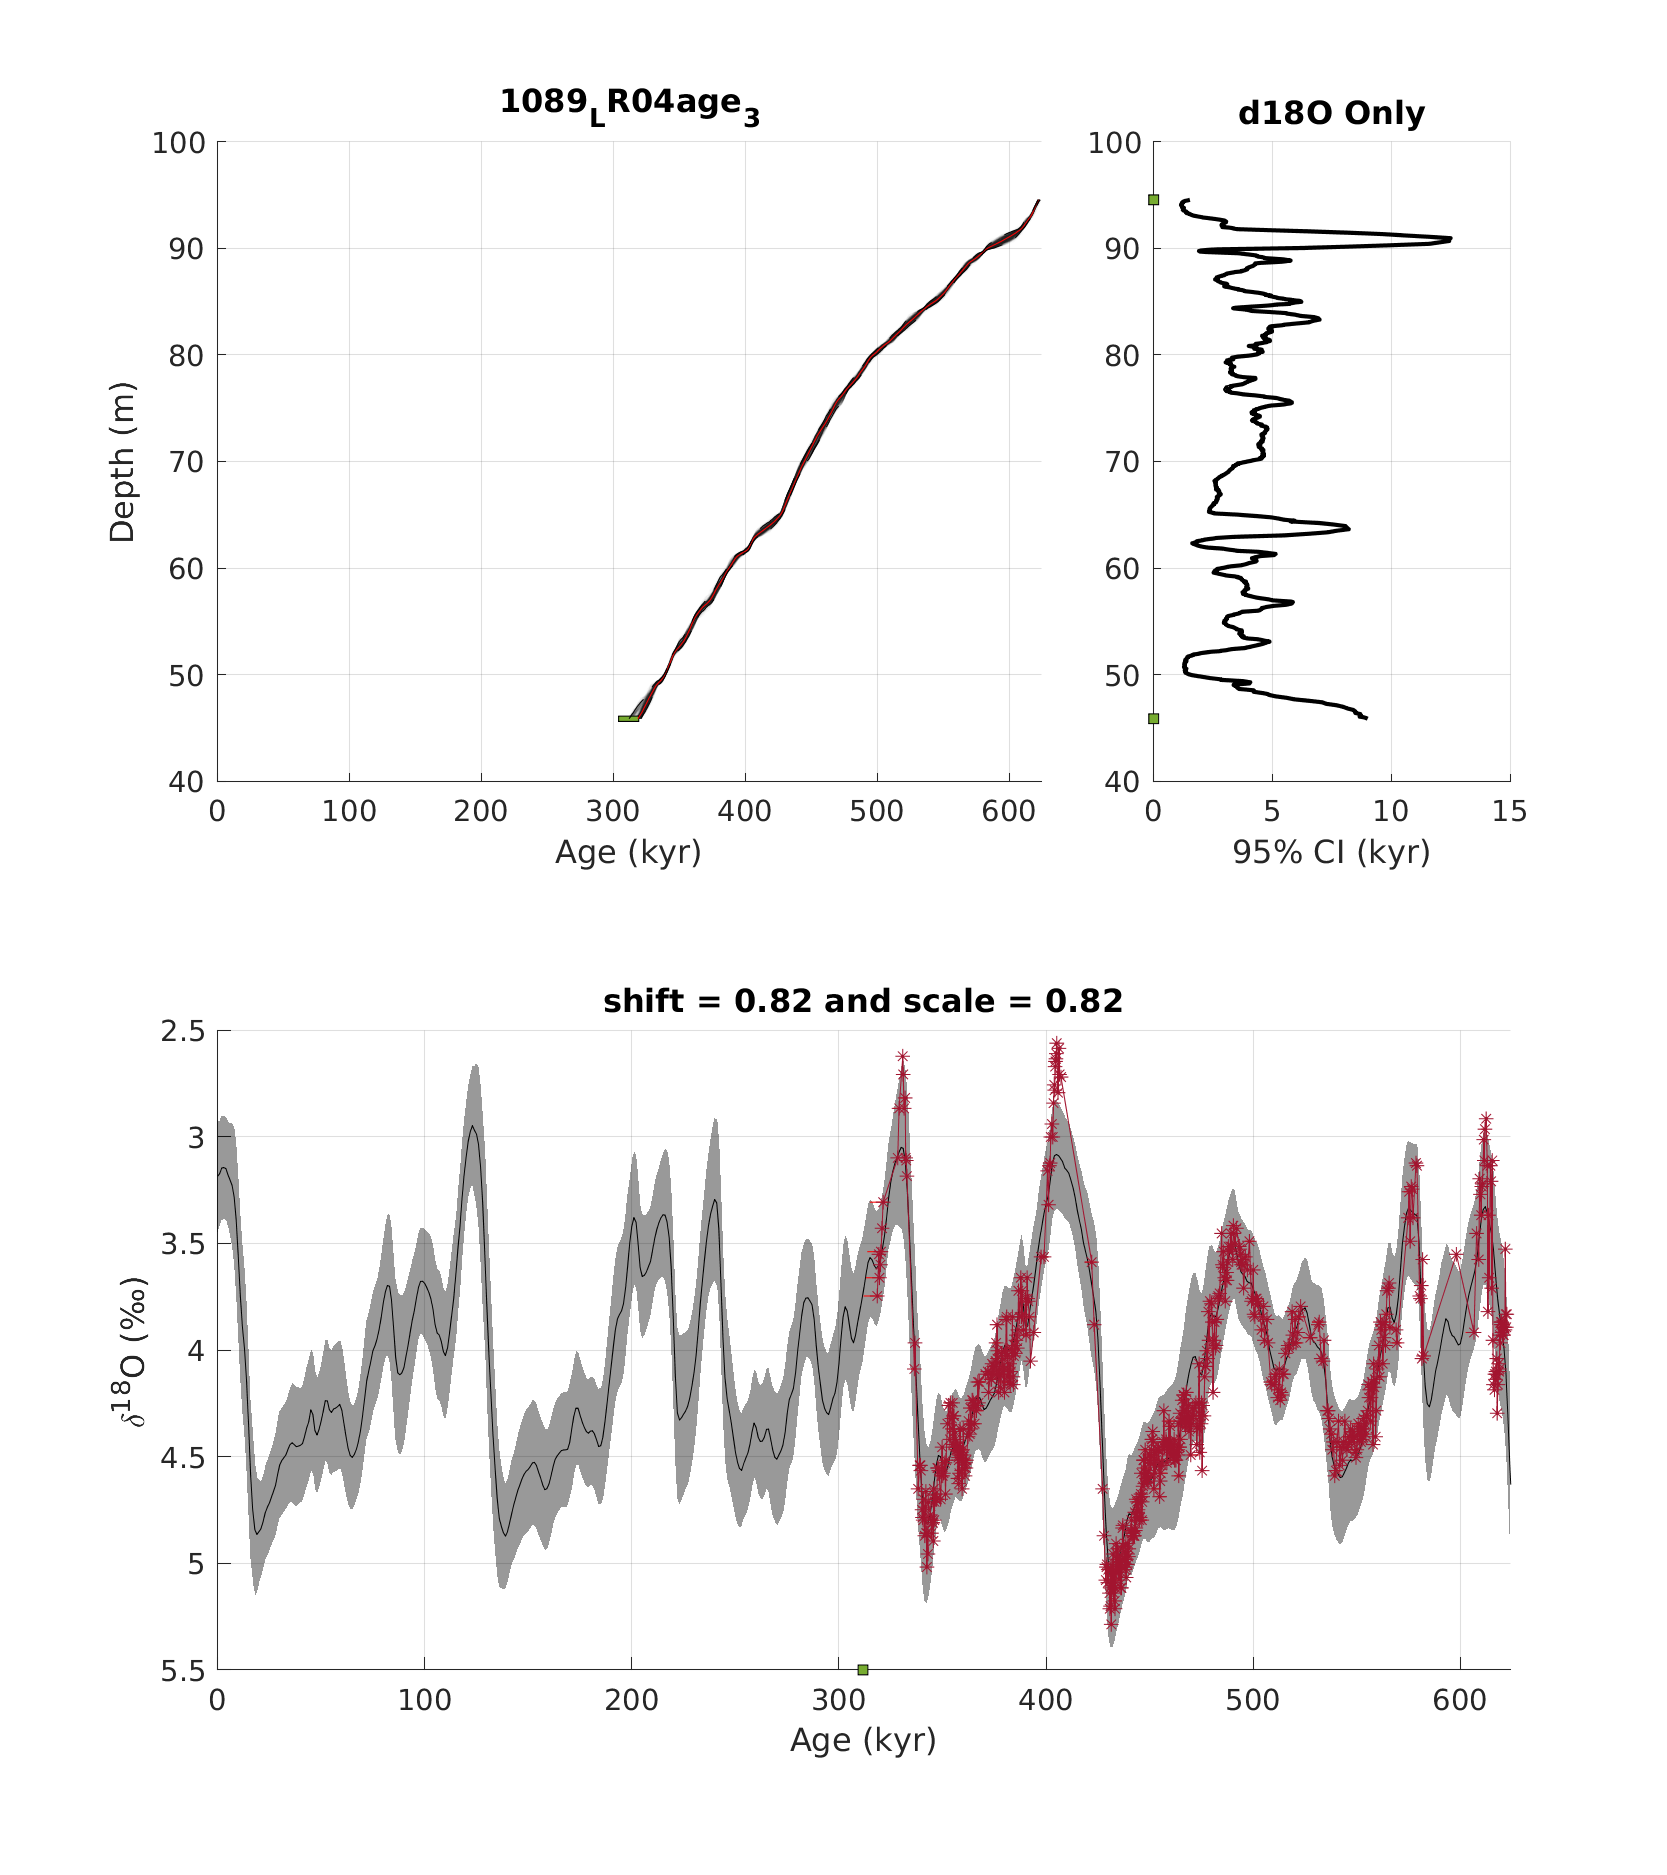 1089LR04age3
100
90
80
70
60
50
40
Depth (m)
0 100 200 300 400 500 600
Age (kyr)
d18O Only
100
90
80
70
60
50
40
0 5 10 15
95% CI (kyr)
shift = 0.82 and scale = 0.82
2.5
3
3.5
4
4.5
5
5.5
δ18O (‰)
0 100 200 300 400 500 600
Age (kyr)